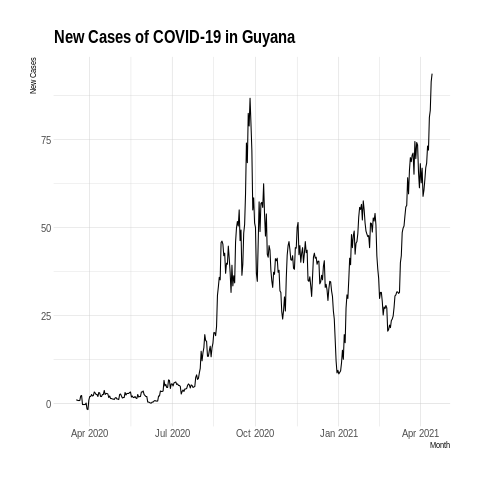 New Cases of COVID-19 in Guyana
New Cases
75
50
25
0
Apr 2020
Jul 2020
Oct 2020
Jan 2021
Apr 2021
Month